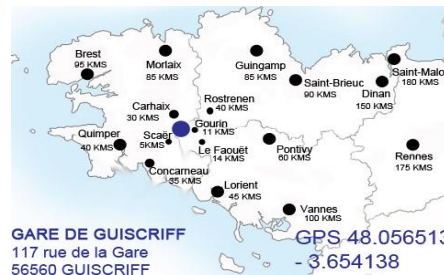 Brest
95 KMS
Morlaix
85 KMS
Guingamp
85 KMS
Saint-Brieuc
90 KMS
Saint-Malo
180 KMS
Dinan
150 KMS
Rostrenen
40 KMS
Carhaix
30 KMS
Gourin
11 KMS
Quimper
40 KMS
Scaër
5KMS
Le Faouët
14 KMS
Pontivy
60 KMS
Rennes
175 KMS
Concarneau
35 KMS
Lorient
45 KMS
Vannes
100 KMS
GARE DE GUISCRIFF
117 rue de la Gare
56560 GUISCRIFF
GPS 48.056513
- 3.654138